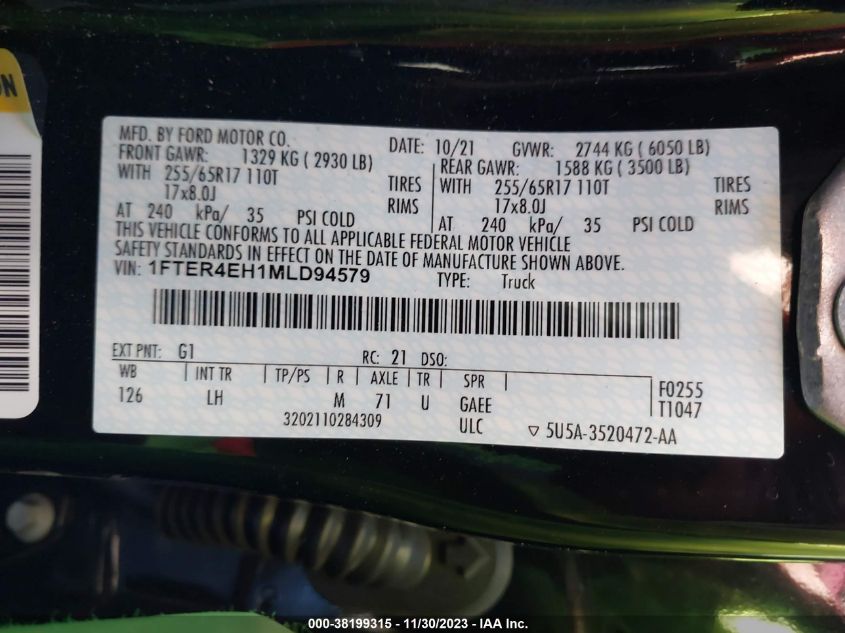 ON
MFD. BY FORD MOTOR CO.
DATE: 10/21 GVWR: 2744 KG ( 6050 LB)
FRONT GAWR: 1329 KG ( 2930 LB)
REAR GAWR: 1588 KG ( 3500 LB)
WITH 255/65R17 110T TIRES
WITH 255/65R17 110T TIRES
17x8.0J RIMS
17x8.0J RIMS
AT 240 kPa/ 35 PSI COLD
AT 240 kPa/ 35 PSI COLD
THIS VEHICLE CONFORMS TO ALL APPLICABLE FEDERAL MOTOR VEHICLE
SAFETY STANDARDS IN EFFECT ON THE DATE OF MANUFACTURE SHOWN ABOVE.
VIN: 1FTER4EH1MLD94579 TYPE: Truck
EXT PNT: G1 RC: 21 DSO:
WB INT TR TP/PS R AXLE TR SPR
126 LH M 71 U GAEE
F0255
T1047
3202110284309 ULC
▽ 5U5A-3520472-AA
000-38199315 - 11/30/2023 - IAA Inc.